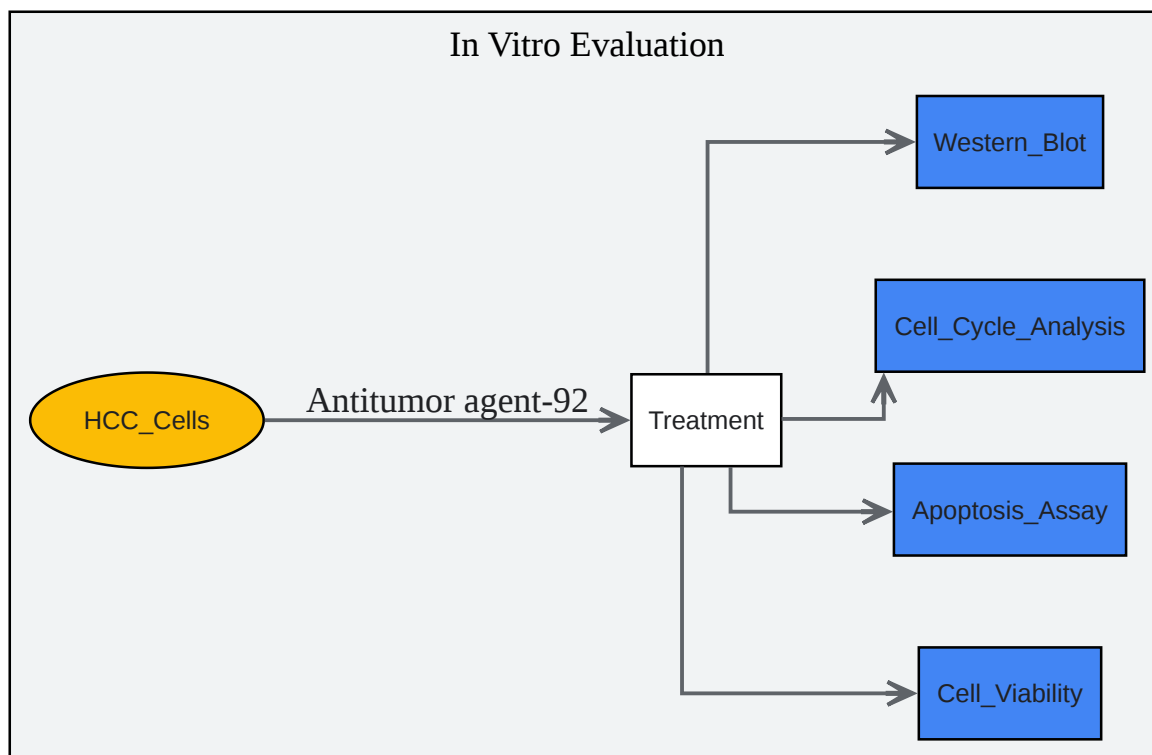 In Vitro Evaluation
Western_Blot
Cell_Cycle_Analysis
HCC_Cells
Antitumor agent-92
Treatment
Apoptosis_Assay
Cell_Viability